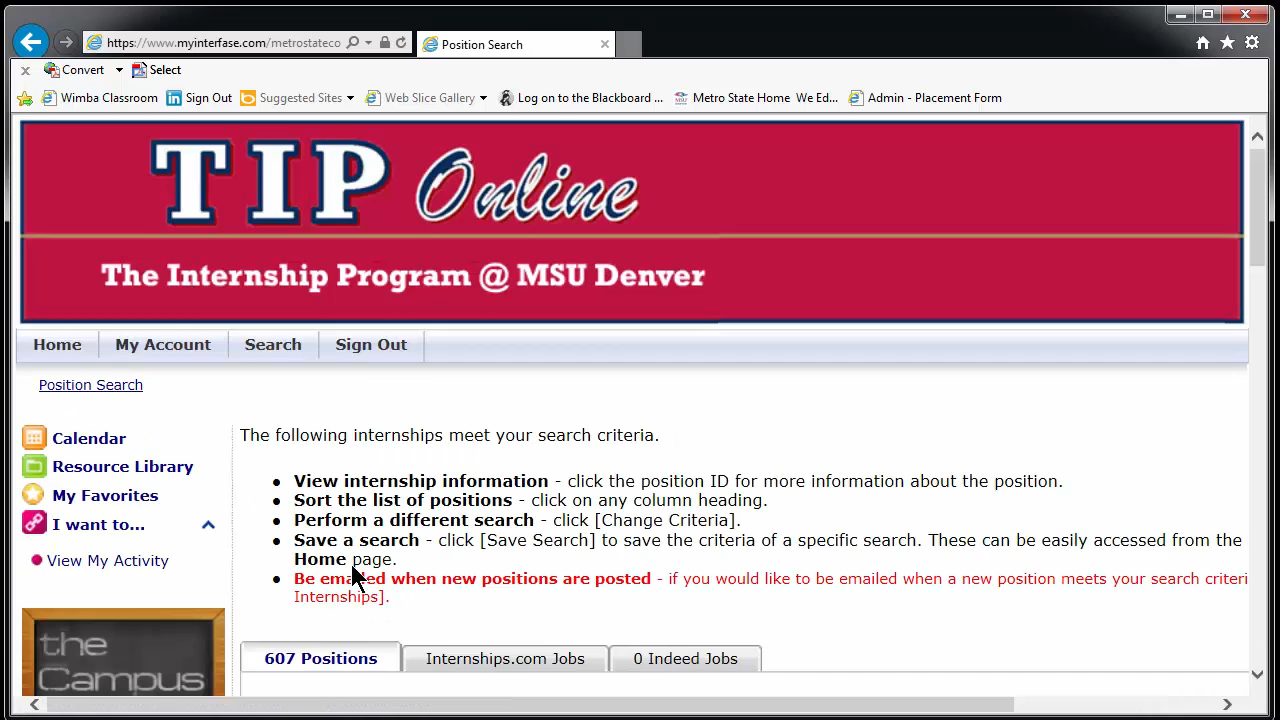 https://www.myinterfase.com/metrostateco
Position Search
Convert
Select
Wimba Classroom
Sign Out
Suggested Sites
Web Slice Gallery
Log on to the Blackboard ...
Metro State Home We Ed...
Admin - Placement Form
TIP Online
The Internship Program @ MSU Denver
Home
My Account
Search
Sign Out
Position Search
Calendar
Resource Library
My Favorites
I want to...
View My Activity
the
Campus
The following internships meet your search criteria.
View internship information - click the position ID for more information about the position.
Sort the list of positions - click on any column heading.
Perform a different search - click [Change Criteria].
Save a search - click [Save Search] to save the criteria of a specific search. These can be easily accessed from the
Home page.
Be emailed when new positions are posted - if you would like to be emailed when a new position meets your search criteri
Internships].
607 Positions
Internships.com Jobs
0 Indeed Jobs